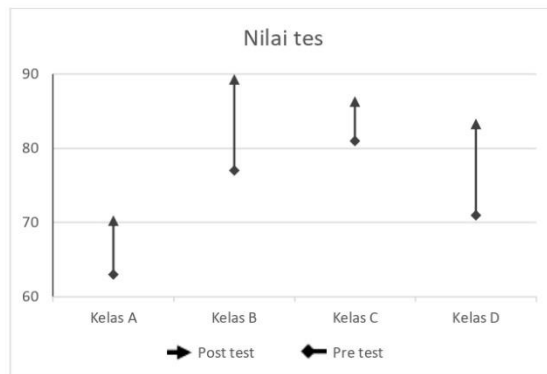 Nilai tes
90
80
70
60
Kelas A Kelas B Kelas C Kelas D
Post test Pre test